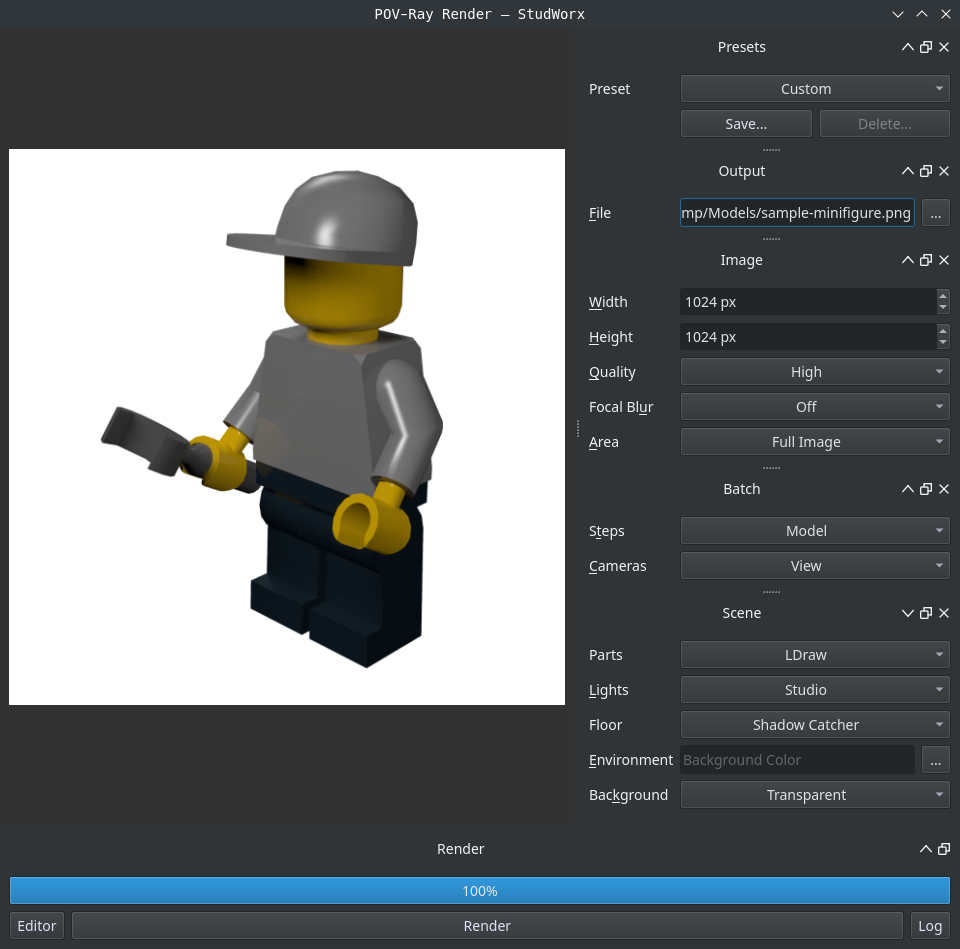 POV-Ray Render — StudWorx
Presets
Preset Custom
Save... Delete...
Output
File mp/Models/sample-minifigure.png ...
Image
Width 1024 px
Height 1024 px
Quality High
Focal Blur Off
Area Full Image
Batch
Steps Model
Cameras View
Scene
Parts LDraw
Lights Studio
Floor Shadow Catcher
Environment Background Color ...
Background Transparent
Render
100%
Editor Render Log